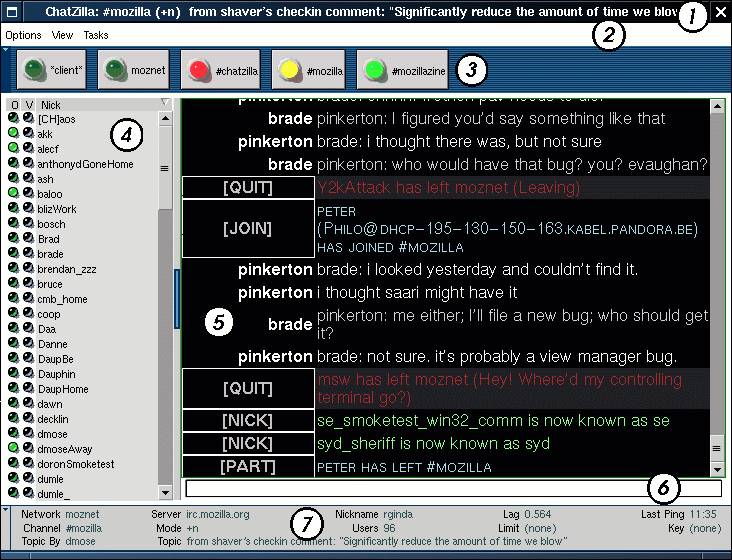 ChatZilla: #mozilla (+n) from shaver's checkin comment: "Significantly reduce the amount of time we blow
1
Options View Tasks
2
*client*
moznet
#chatzilla
#mozilla
#mozillazine
3
O V Nick
4
[CH]aos
akk
alecf
anthonydGoneHome
ash
baloo
blizWork
bosch
Brad
brade
brendan_zzz
bruce
cmb_home
coop
Daa
Danne
DaupBe
Dauphin
DaupHome
dawn
decklin
dmose
dmoseAway
doronSmoketest
dumle
dumle_
pinkerton
brade pinkerton: I figured you'd say something like that
pinkerton brade: i thought there was, but not sure
brade pinkerton: who would have that bug? you? evaughan?
[QUIT] Y2kAttack has left moznet (Leaving)
[JOIN] PETER
(PHILO@DHCP-195-130-150-163.KABEL.PANDORA.BE)
HAS JOINED #MOZILLA
pinkerton brade: i looked yesterday and couldn't find it.
pinkerton i thought saari might have it
5
brade pinkerton: me either; I'll file a new bug; who should get
it?
pinkerton brade: not sure. it's probably a view manager bug.
[QUIT] msw has left moznet (Hey! Where'd my controlling
terminal go?)
[NICK] se_smoketest_win32_comm is now known as se
[NICK] syd_sheriff is now known as syd
[PART] PETER HAS LEFT #MOZILLA
6
Network moznet Server irc.mozilla.org Nickname rginda Lag 0.564 Last Ping 11:35
Channel #mozilla Mode +n Users 96 Limit (none) Key (none)
7
Topic By dmose Topic from shaver's checkin comment: "Significantly reduce the amount of time we blow"